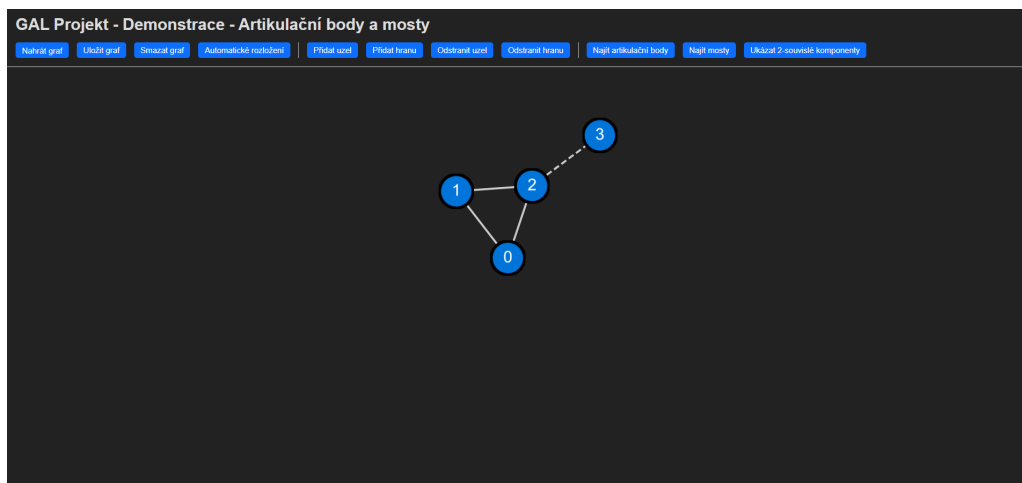 GAL Projekt - Demonstrace - Artikulační body a mosty
Nahrát graf Uložit graf Smazat graf Automatické rozložení Přidat uzel Přidat hranu Odstranit uzel Odstranit hranu Najít artikulační body Najít mosty Ukázat 2-souvislé komponenty
3
1 2
0